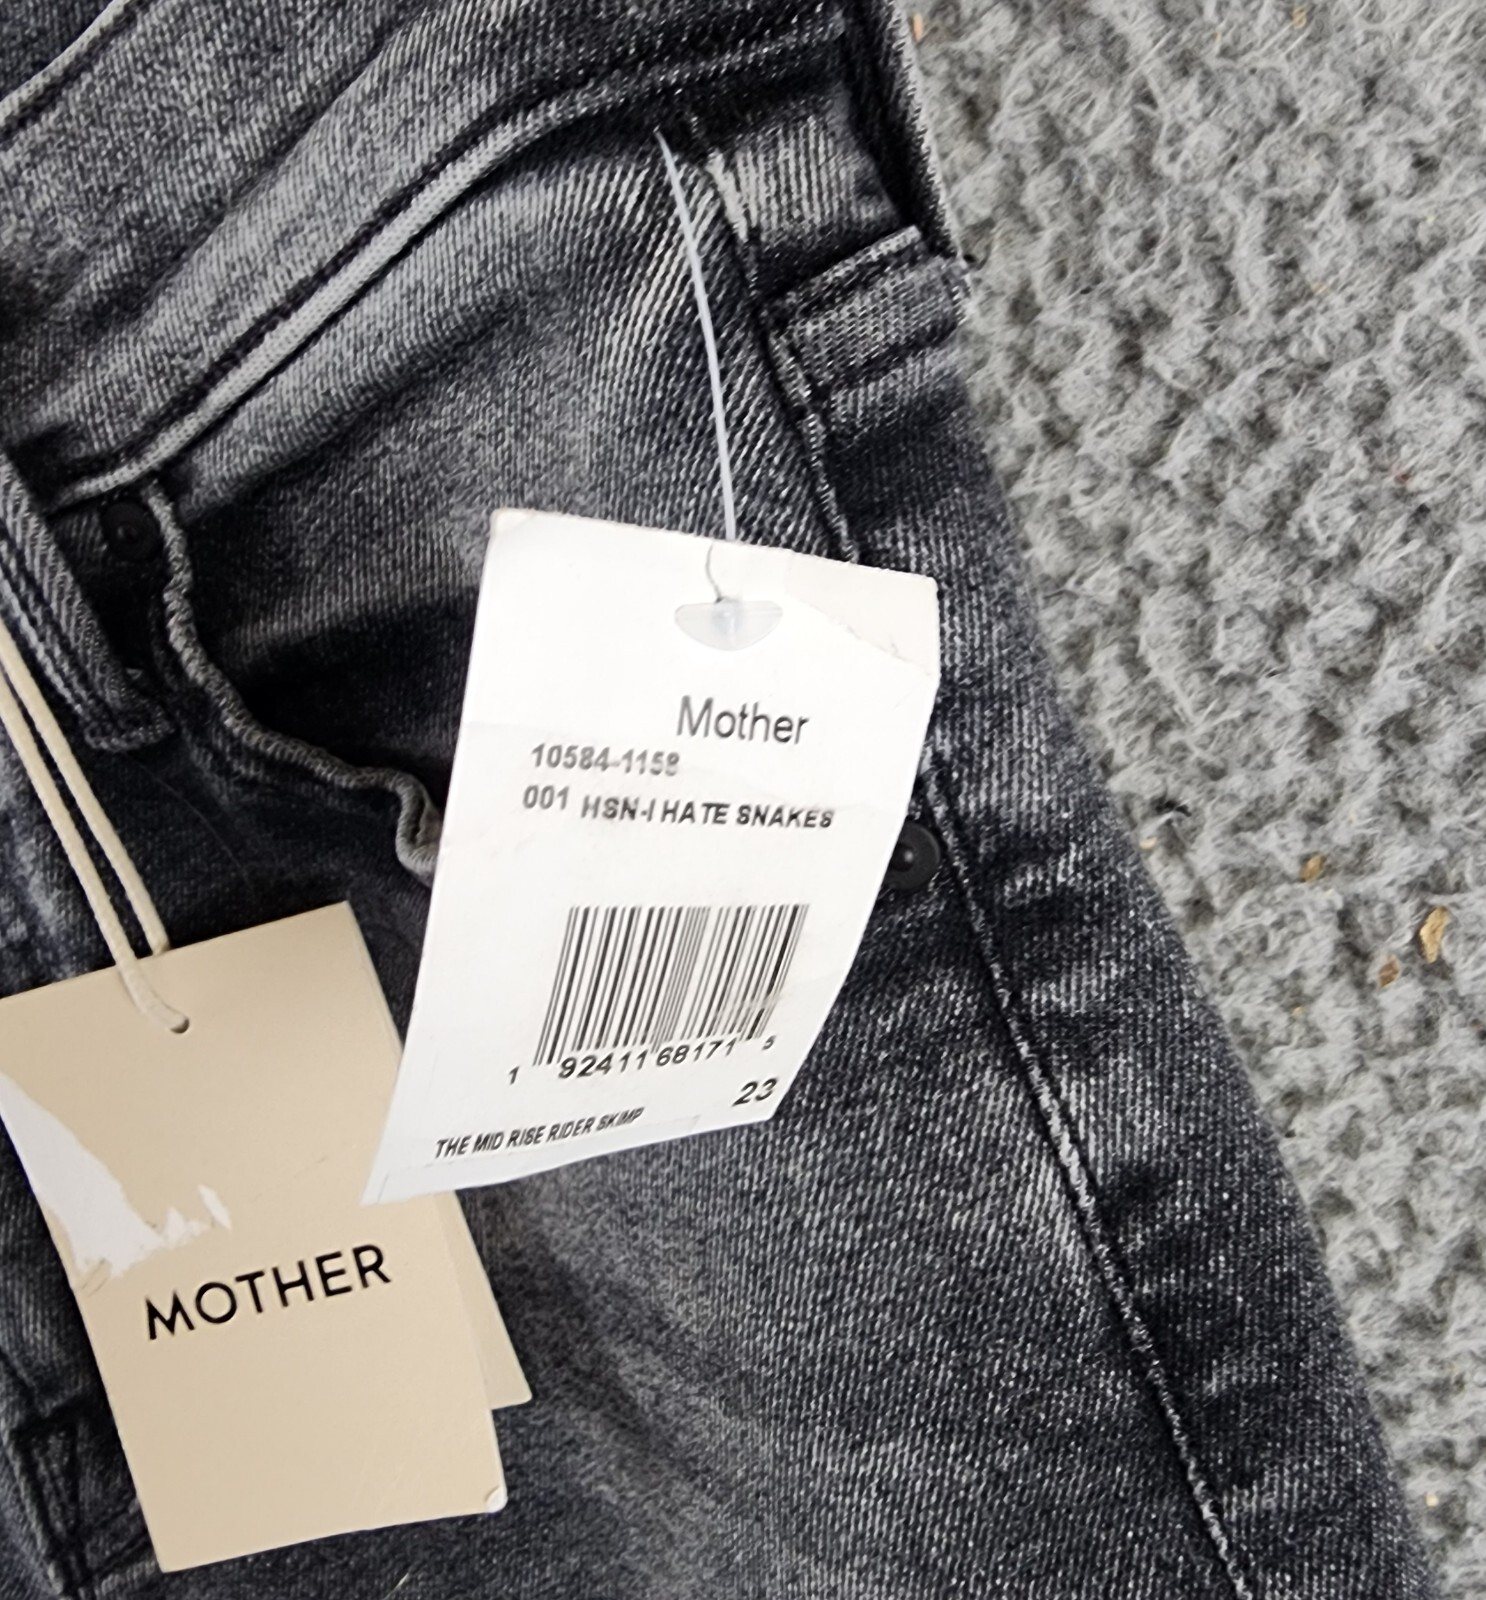 Mother
10584-1158
001 HSN-I HATE SNAKES
1 92411 68171 5
23
THE MID RISE RIDER SKIMP
MOTHER